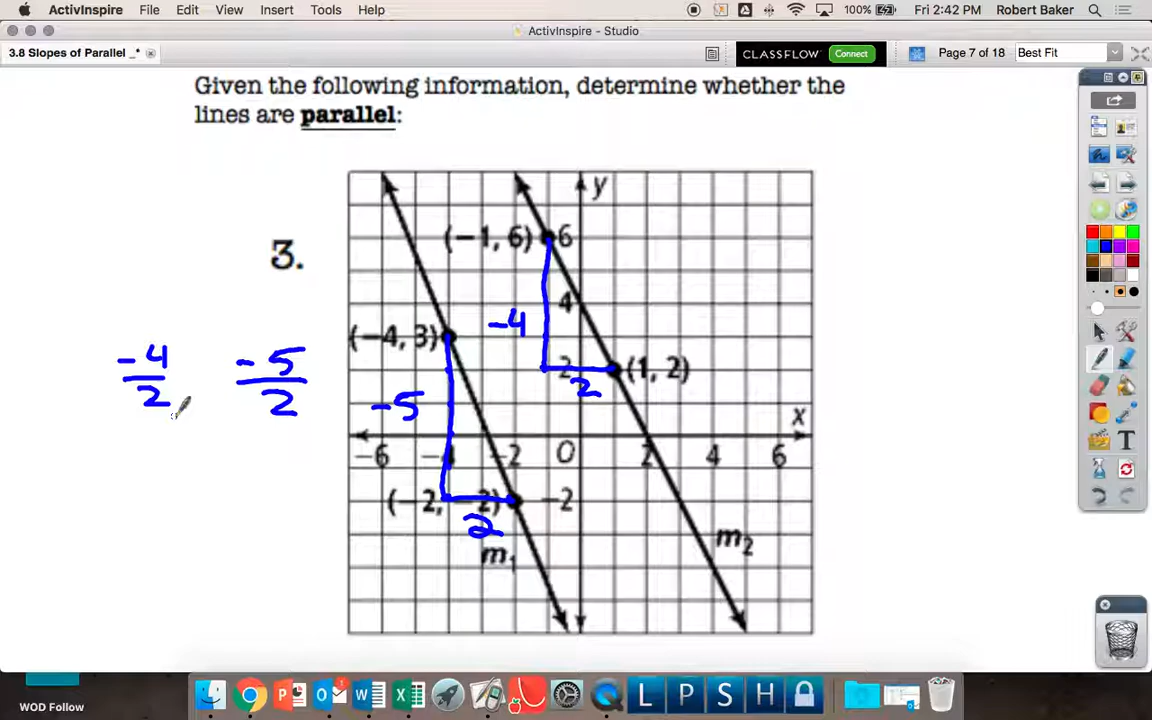 ActivInspire File Edit View Insert Tools Help 100% Fri 2:42 PM Robert Baker
ActivInspire - Studio
3.8 Slopes of Parallel _* CLASSFLOW Connect Page 7 of 18 Best Fit
Given the following information, determine whether the
lines are parallel:
3.
y
(−1, 6) 6
4
-4
(−4, 3)
2 (1, 2)
2
-4
2
-5
2
-5
x
−6 −4 −2 O 2 4 6
(−2, −2) −2
2
m₁ m₂
T
W X L P S H
WOD Follow